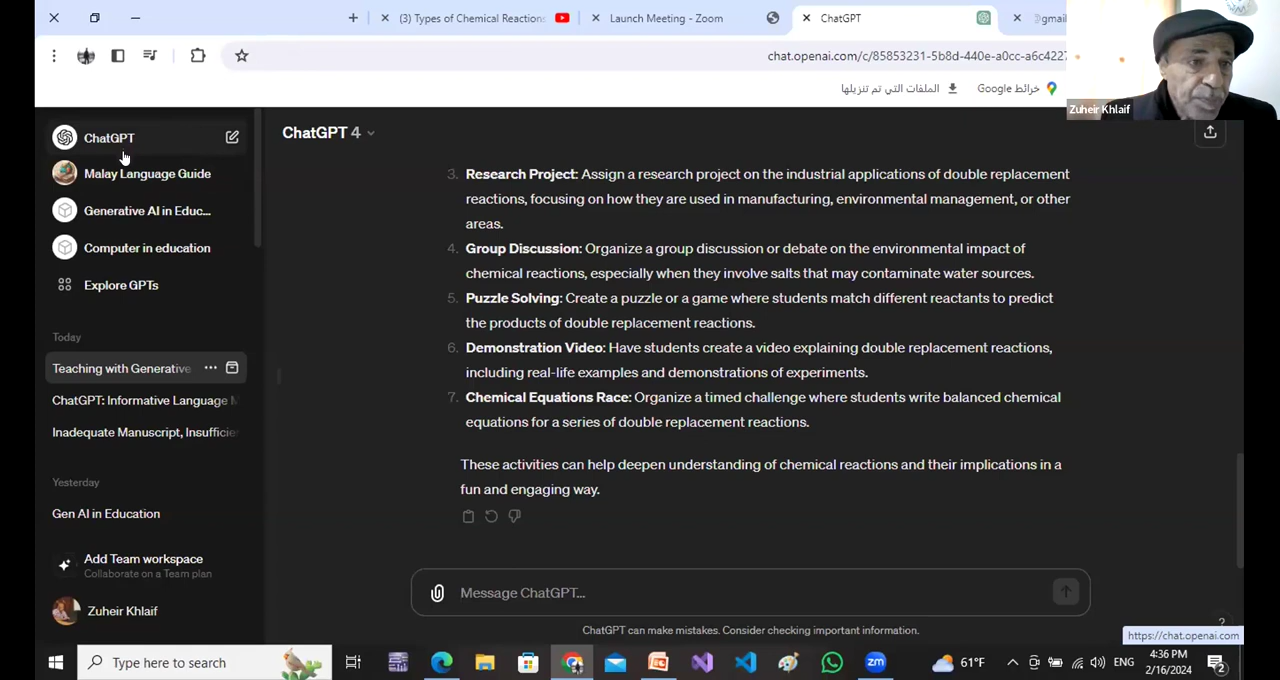 (3) Types of Chemical Reactions
Launch Meeting - Zoom
ChatGPT
gmai
chat.openai.com/c/85853231-5b8d-440e-a0cc-a6c4227
الملفات التي تم تنزيلها
خرائط Google
Zuheir Khlaif
ChatGPT
Malay Language Guide
Generative AI in Educ...
Computer in education
Explore GPTs
Today
Teaching with Generative
ChatGPT: Informative Language M
Inadequate Manuscript, Insufficie
Yesterday
Gen AI in Education
Add Team workspace
Collaborate on a Team plan
Zuheir Khlaif
ChatGPT 4
3. Research Project: Assign a research project on the industrial applications of double replacement
reactions, focusing on how they are used in manufacturing, environmental management, or other
areas.
4. Group Discussion: Organize a group discussion or debate on the environmental impact of
chemical reactions, especially when they involve salts that may contaminate water sources.
5. Puzzle Solving: Create a puzzle or a game where students match different reactants to predict
the products of double replacement reactions.
6. Demonstration Video: Have students create a video explaining double replacement reactions,
including real-life examples and demonstrations of experiments.
7. Chemical Equations Race: Organize a timed challenge where students write balanced chemical
equations for a series of double replacement reactions.
These activities can help deepen understanding of chemical reactions and their implications in a
fun and engaging way.
Message ChatGPT...
ChatGPT can make mistakes. Consider checking important information.
?
https://chat.openai.com
Type here to search
zm
61°F
ENG
4:36 PM
2/16/2024
2